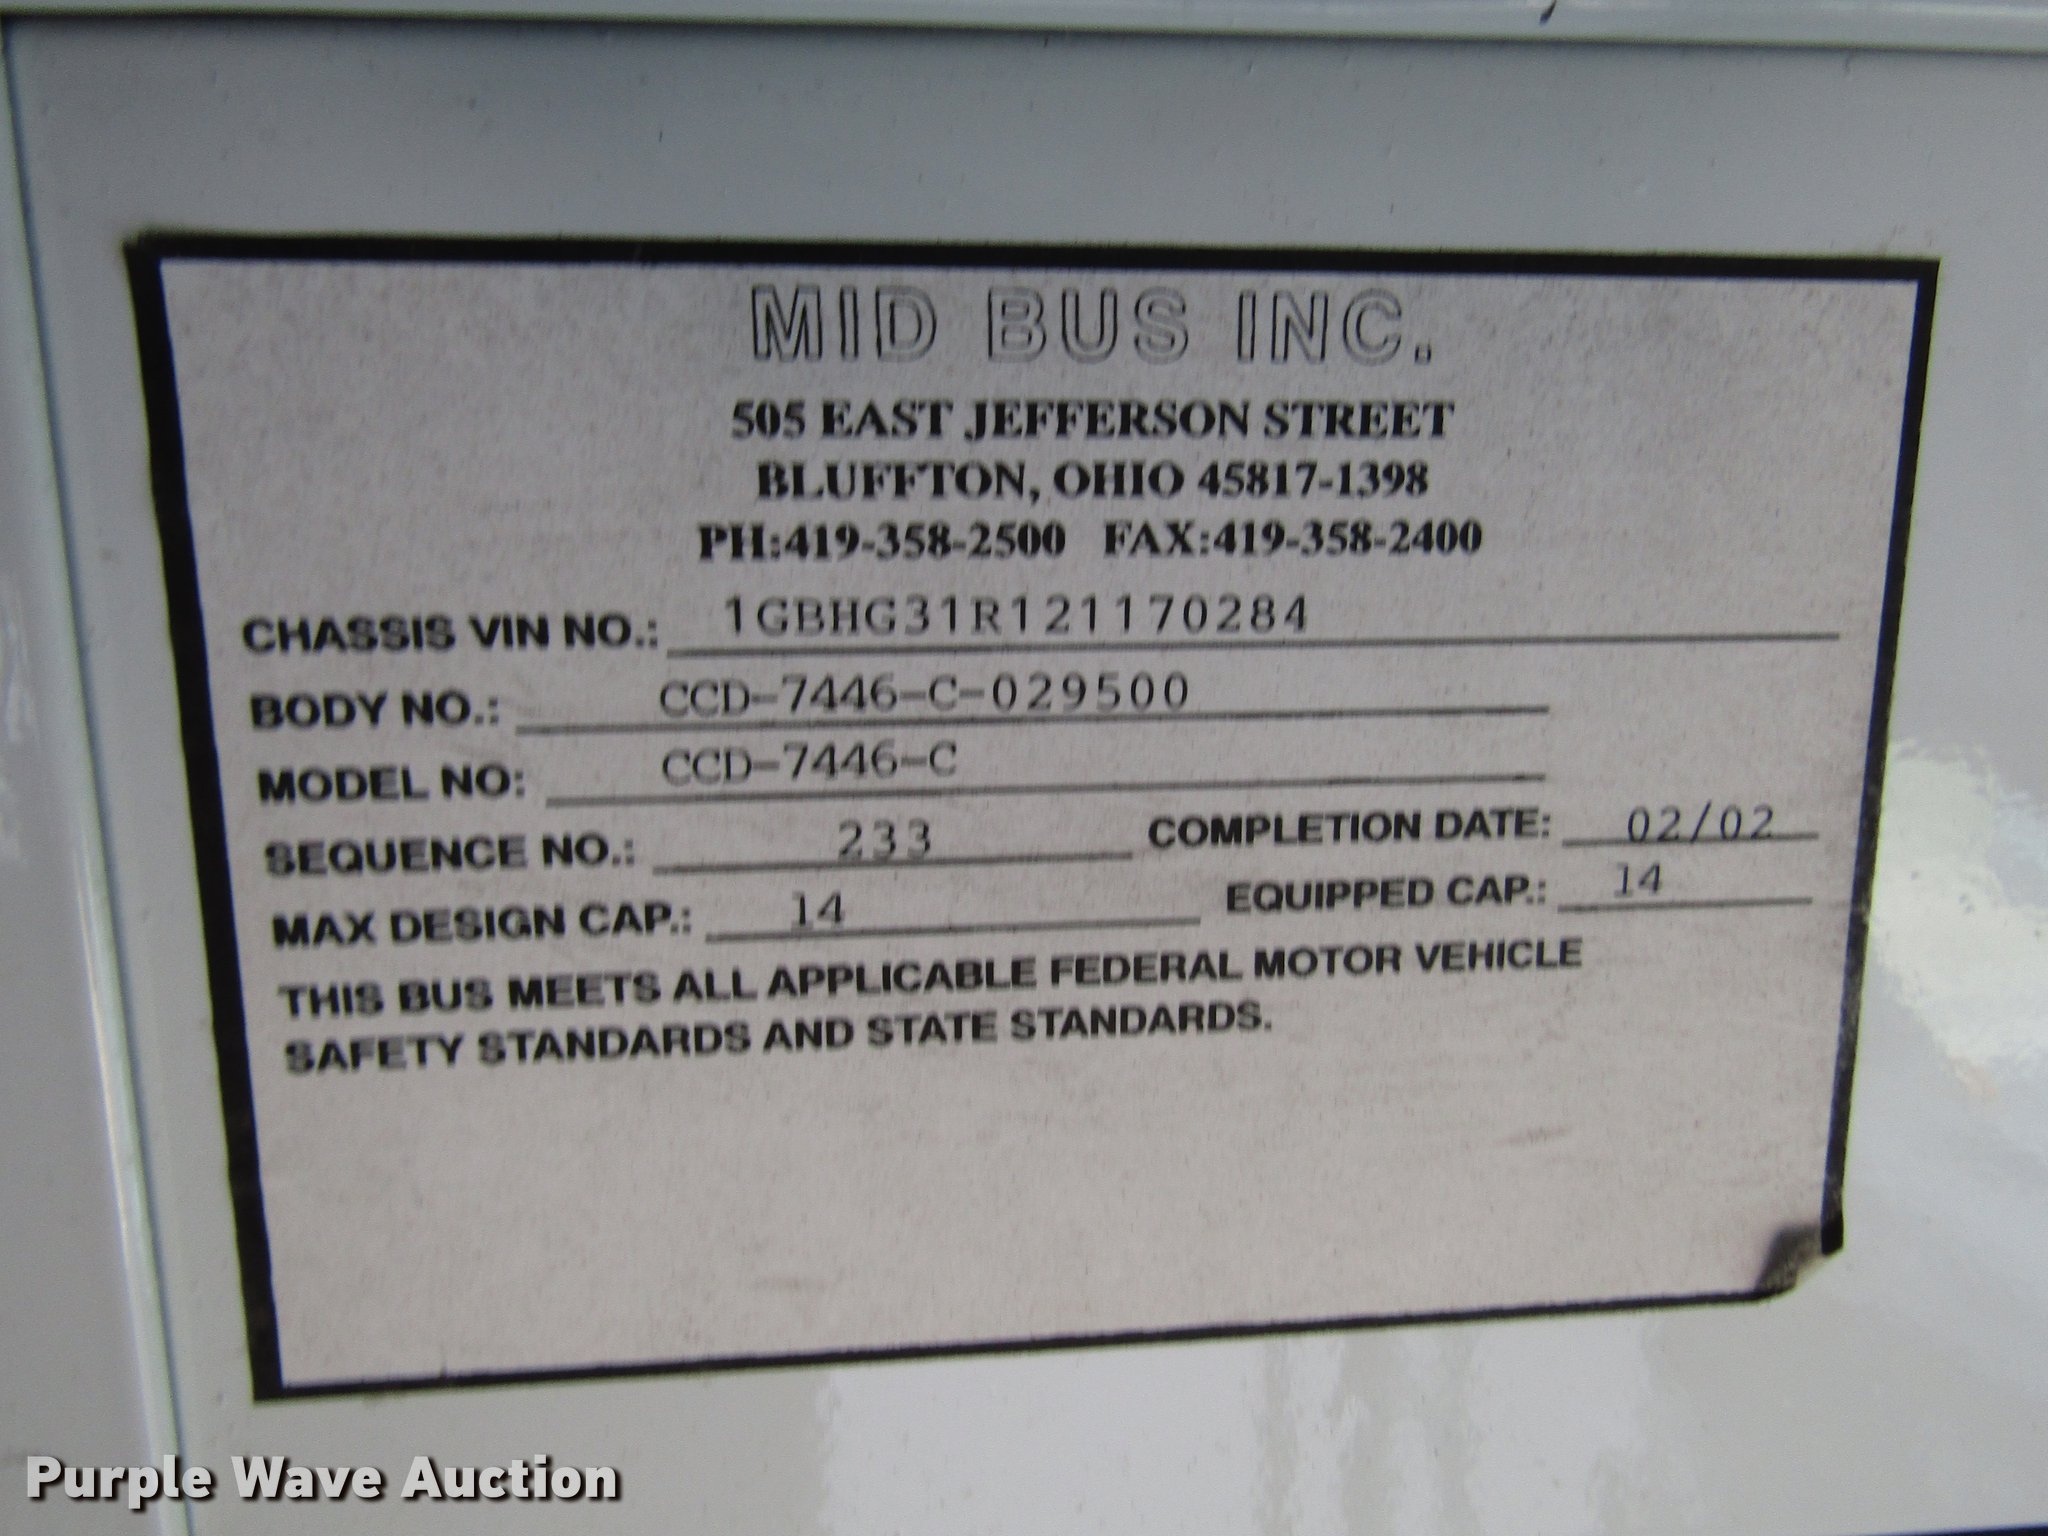 MID BUS INC.
505 EAST JEFFERSON STREET
BLUFFTON, OHIO 45817-1398
PH:419-358-2500 FAX:419-358-2400
CHASSIS VIN NO.: 1GBHG31R121170284
BODY NO.: CCD-7446-C-029500
MODEL NO: CCD-7446-C
SEQUENCE NO.: 233 COMPLETION DATE: 02/02
MAX DESIGN CAP.: 14 EQUIPPED CAP.: 14
THIS BUS MEETS ALL APPLICABLE FEDERAL MOTOR VEHICLE
SAFETY STANDARDS AND STATE STANDARDS.
Purple Wave Auction